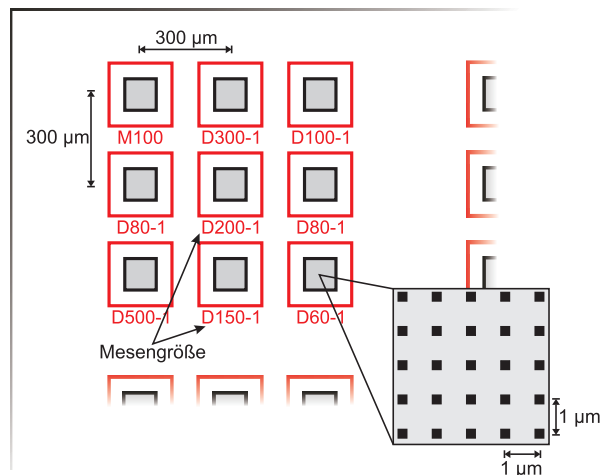 300 µm
300 µm
M100
D300-1
D100-1
D80-1
D200-1
D80-1
D500-1
D150-1
D60-1
Mesengröße
1 µm
1 µm